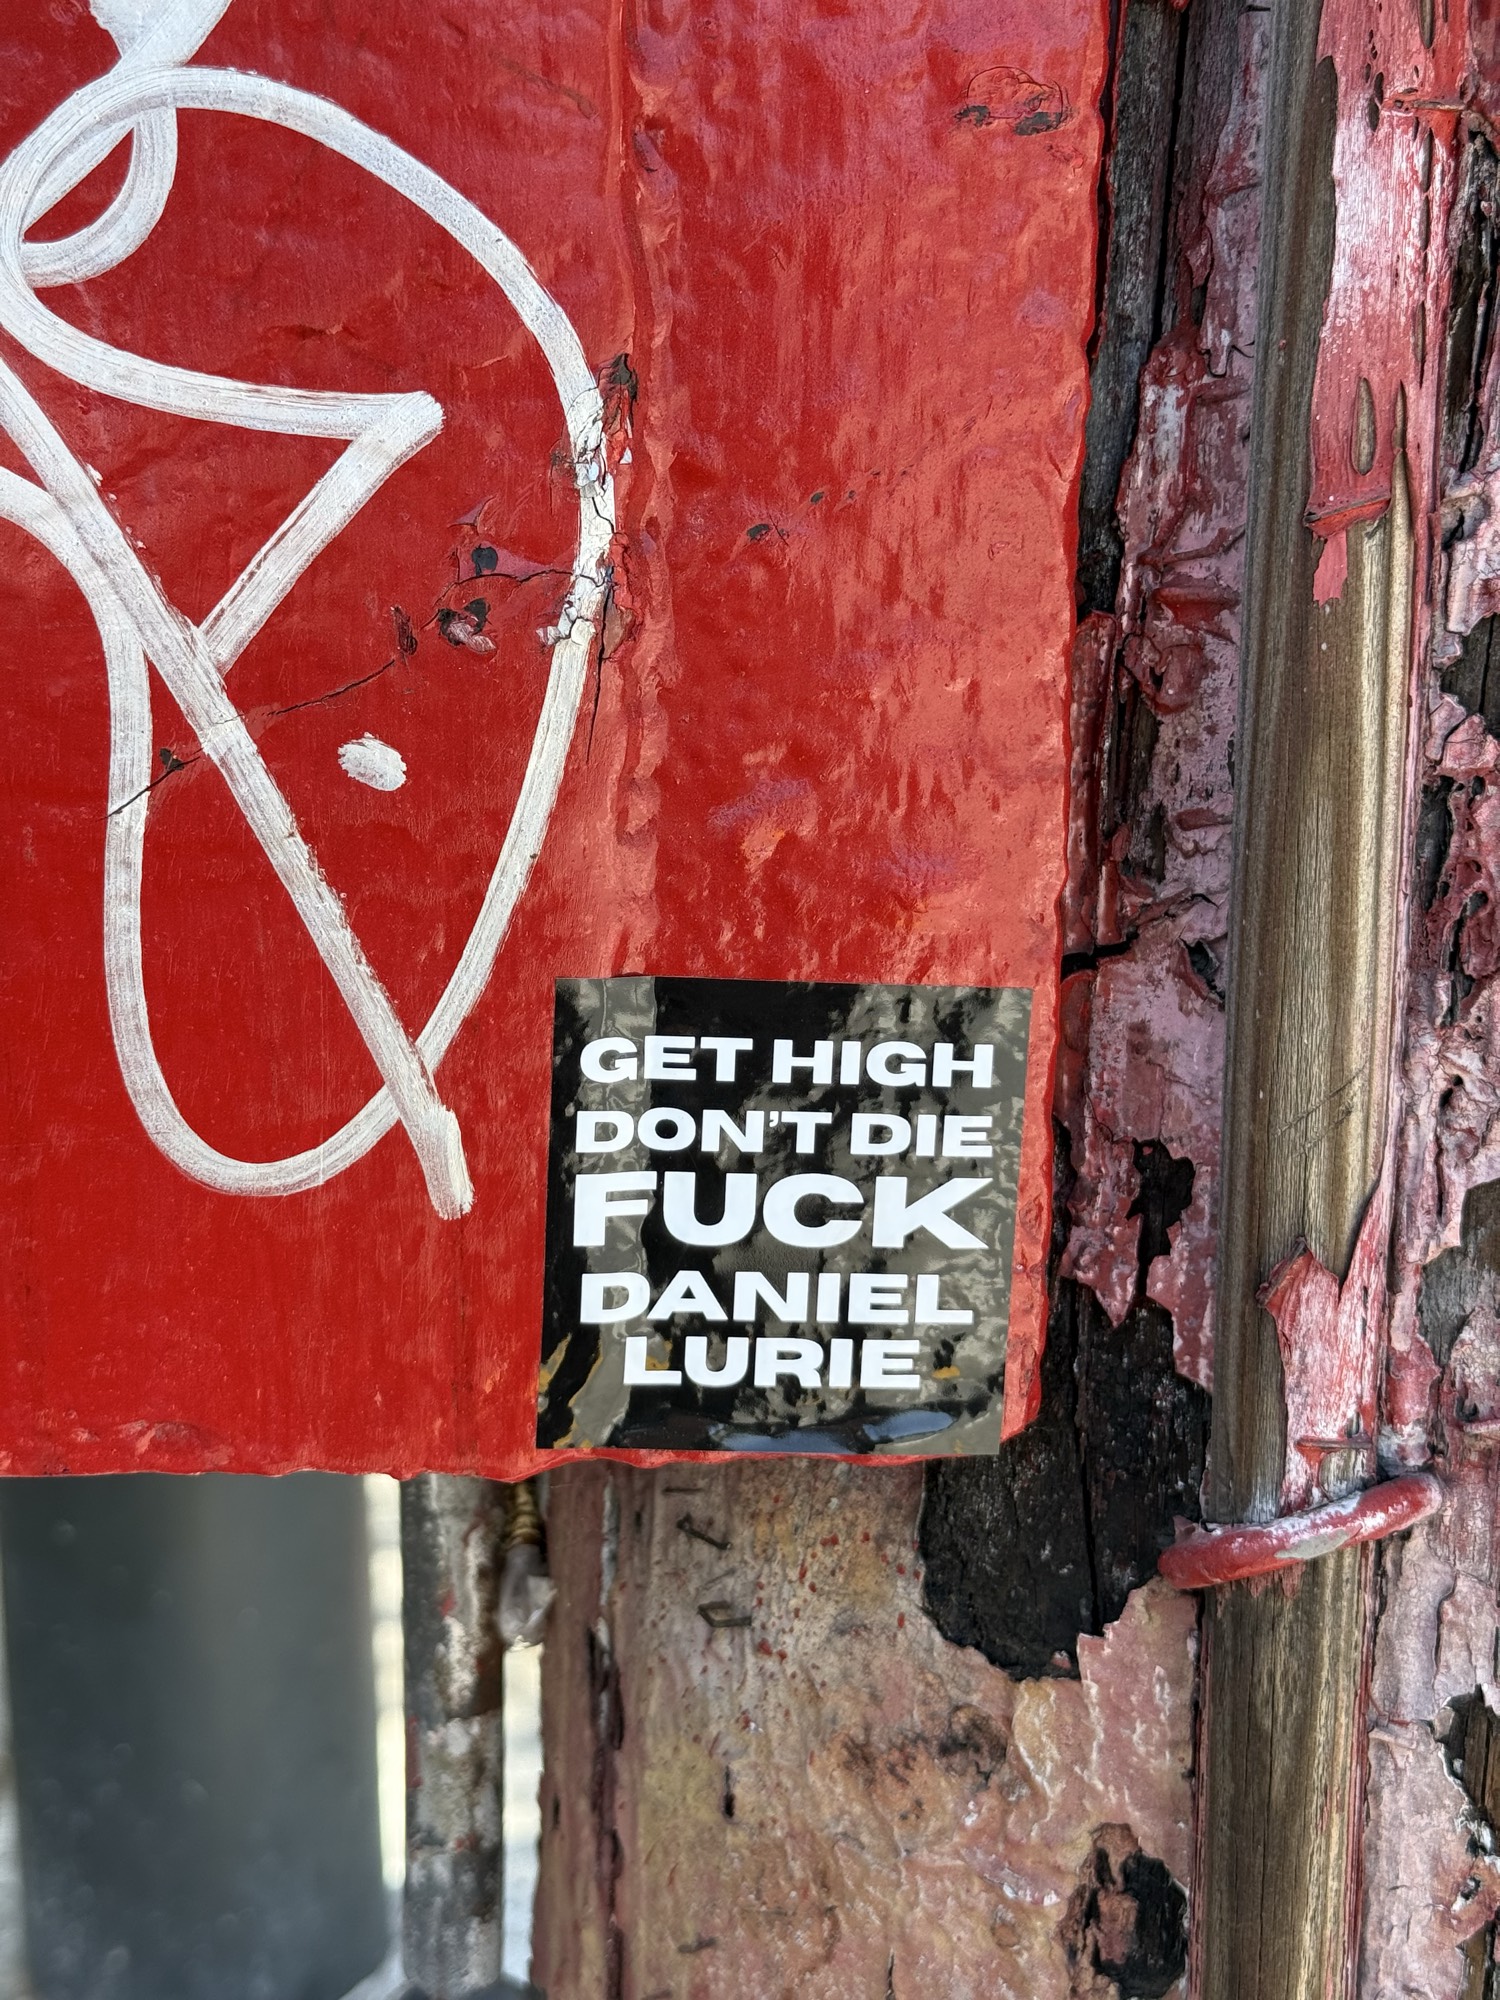 GET HIGH
DON'T DIE
FUCK
DANIEL
LURIE